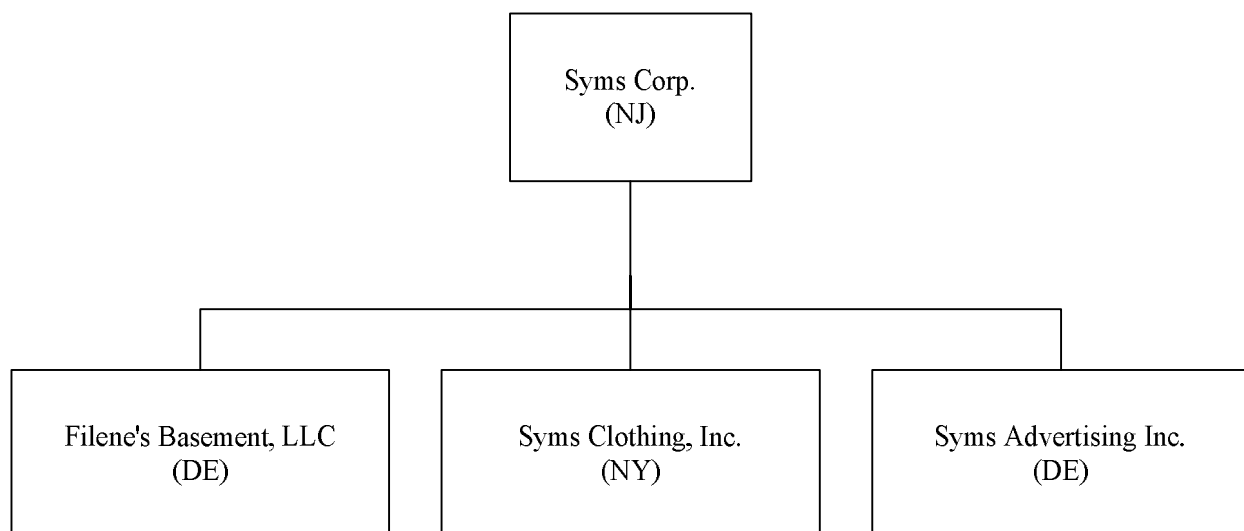 Syms Corp.
(NJ)
Filene's Basement, LLC
(DE)
Syms Clothing, Inc.
(NY)
Syms Advertising Inc.
(DE)